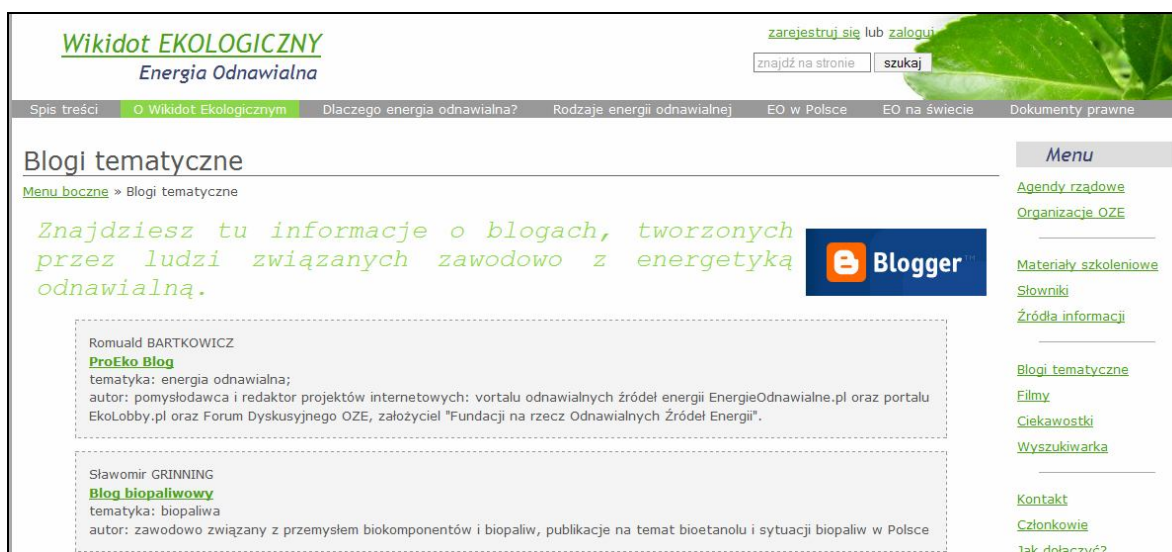 Wikidot EKOLOGICZNY
Energia Odnawialna
zarejestruj się lub zaloguj
znajdź na stronie szukaj
Spis treści O Wikidot Ekologicznym Dlaczego energia odnawialna? Rodzaje energii odnawialnej EO w Polsce EO na świecie Dokumenty prawne
Blogi tematyczne
Menu boczne » Blogi tematyczne
Znajdziesz tu informacje o blogach, tworzonych
przez ludzi związanych zawodowo z energetyką
odnawialną.
Blogger™
Romuald BARTKOWICZ
ProEko Blog
tematyka: energia odnawialna;
autor: pomysłodawca i redaktor projektów internetowych: vortalu odnawialnych źródeł energii EnergieOdnawialne.pl oraz portalu
EkoLobby.pl oraz Forum Dyskusyjnego OZE, założyciel "Fundacji na rzecz Odnawialnych Źródeł Energii".
Sławomir GRINNING
Blog biopaliwowy
tematyka: biopaliwa
autor: zawodowo związany z przemysłem biokomponentów i biopaliw, publikacje na temat bioetanolu i sytuacji biopaliw w Polsce
Menu
Agendy rządowe
Organizacje OZE
Materiały szkoleniowe
Słowniki
Źródła informacji
Blogi tematyczne
Filmy
Ciekawostki
Wyszukiwarka
Kontakt
Członkowie
Jak dołączyć?